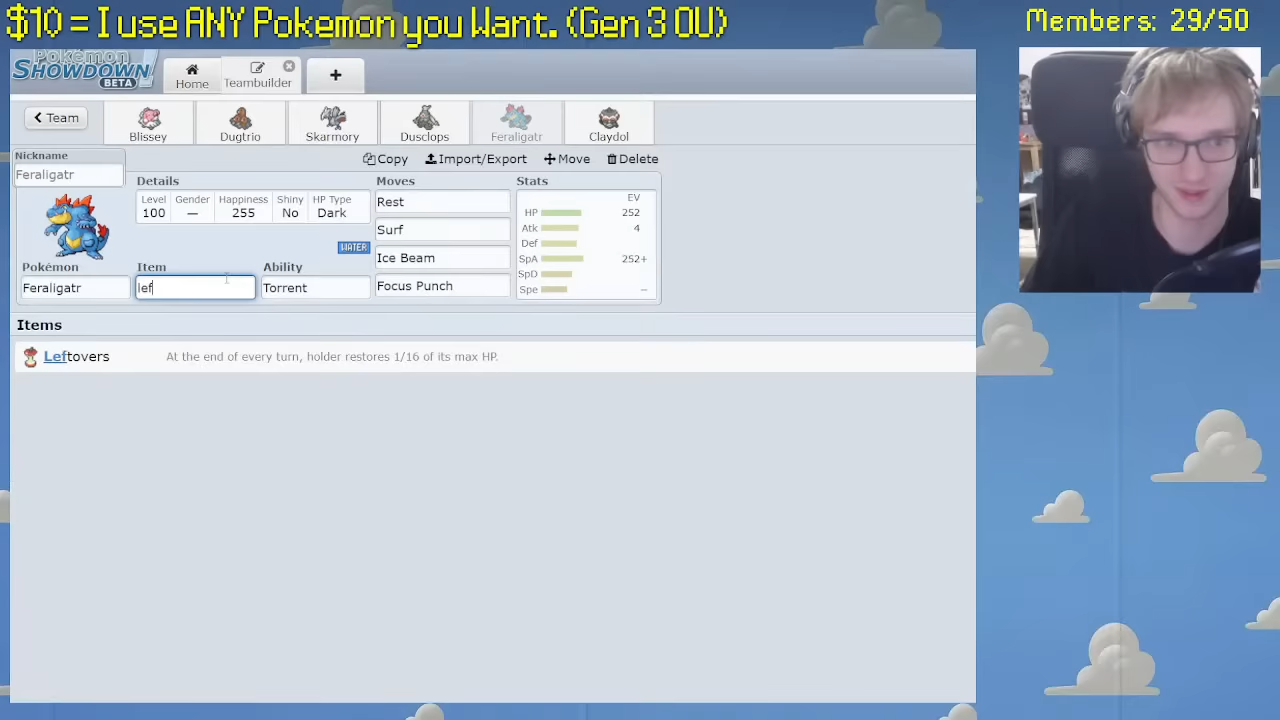 $10 = I use ANY Pokemon you Want. (Gen 3 OU)
Members: 29/50
Pokémon
SHOWDOWN!
BETA
Home
Teambuilder
+
< Team
Blissey
Dugtrio
Skarmory
Dusclops
Feraligatr
Claydol
Nickname
Feraligatr
Copy
Import/Export
Move
Delete
Details
Moves
Stats
Level
Gender
Happiness
Shiny
HP Type
100
—
255
No
Dark
WATER
Pokémon
Item
Ability
Feraligatr
lef
Torrent
Rest
Surf
Ice Beam
Focus Punch
EV
HP 252
Atk 4
Def
SpA 252+
SpD
Spe –
Items
Leftovers At the end of every turn, holder restores 1/16 of its max HP.